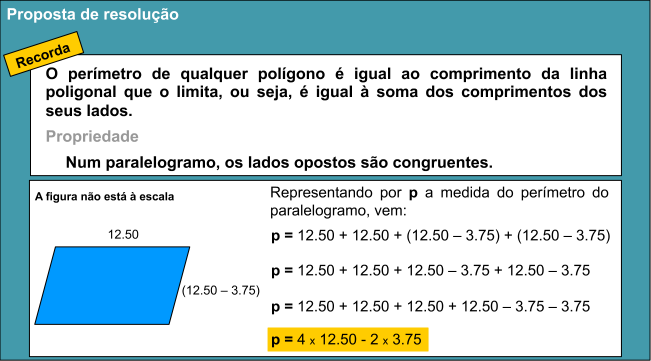 Proposta de resolução
Recorda
O perímetro de qualquer polígono é igual ao comprimento da linha
poligonal que o limita, ou seja, é igual à soma dos comprimentos dos
seus lados.
Propriedade
Num paralelogramo, os lados opostos são congruentes.
A figura não está à escala
12.50
(12.50 – 3.75)
Representando por p a medida do perímetro do
paralelogramo, vem:
p = 12.50 + 12.50 + (12.50 – 3.75) + (12.50 – 3.75)
p = 12.50 + 12.50 + 12.50 – 3.75 + 12.50 – 3.75
p = 12.50 + 12.50 + 12.50 + 12.50 – 3.75 – 3.75
p = 4 x 12.50 - 2 x 3.75